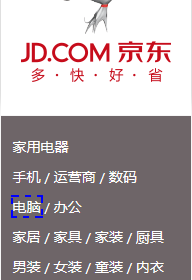 JD.COM 京东
多·快·好·省
家用电器
手机 / 运营商 / 数码
电脑 / 办公
家居 / 家具 / 家装 / 厨具
男装 / 女装 / 童装 / 内衣